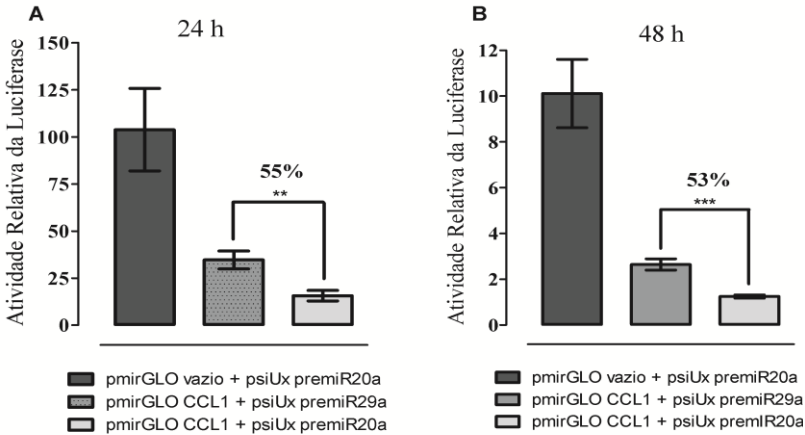 A
24 h
Atividade Relativa da Luciferase
150
125
100
75
50
25
0
55%
**
pmirGLO vazio + psiUx premiR20a
pmirGLO CCL1 + psiUx premiR29a
pmirGLO CCL1 + psiUx premiR20a
B
48 h
Atividade Relativa da Luciferase
12
10
8
6
4
2
0
53%
***
pmirGLO vazio + psiUx premiR20a
pmirGLO CCL1 + psiUx premiR29a
pmirGLO CCL1 + psiUx premIR20a